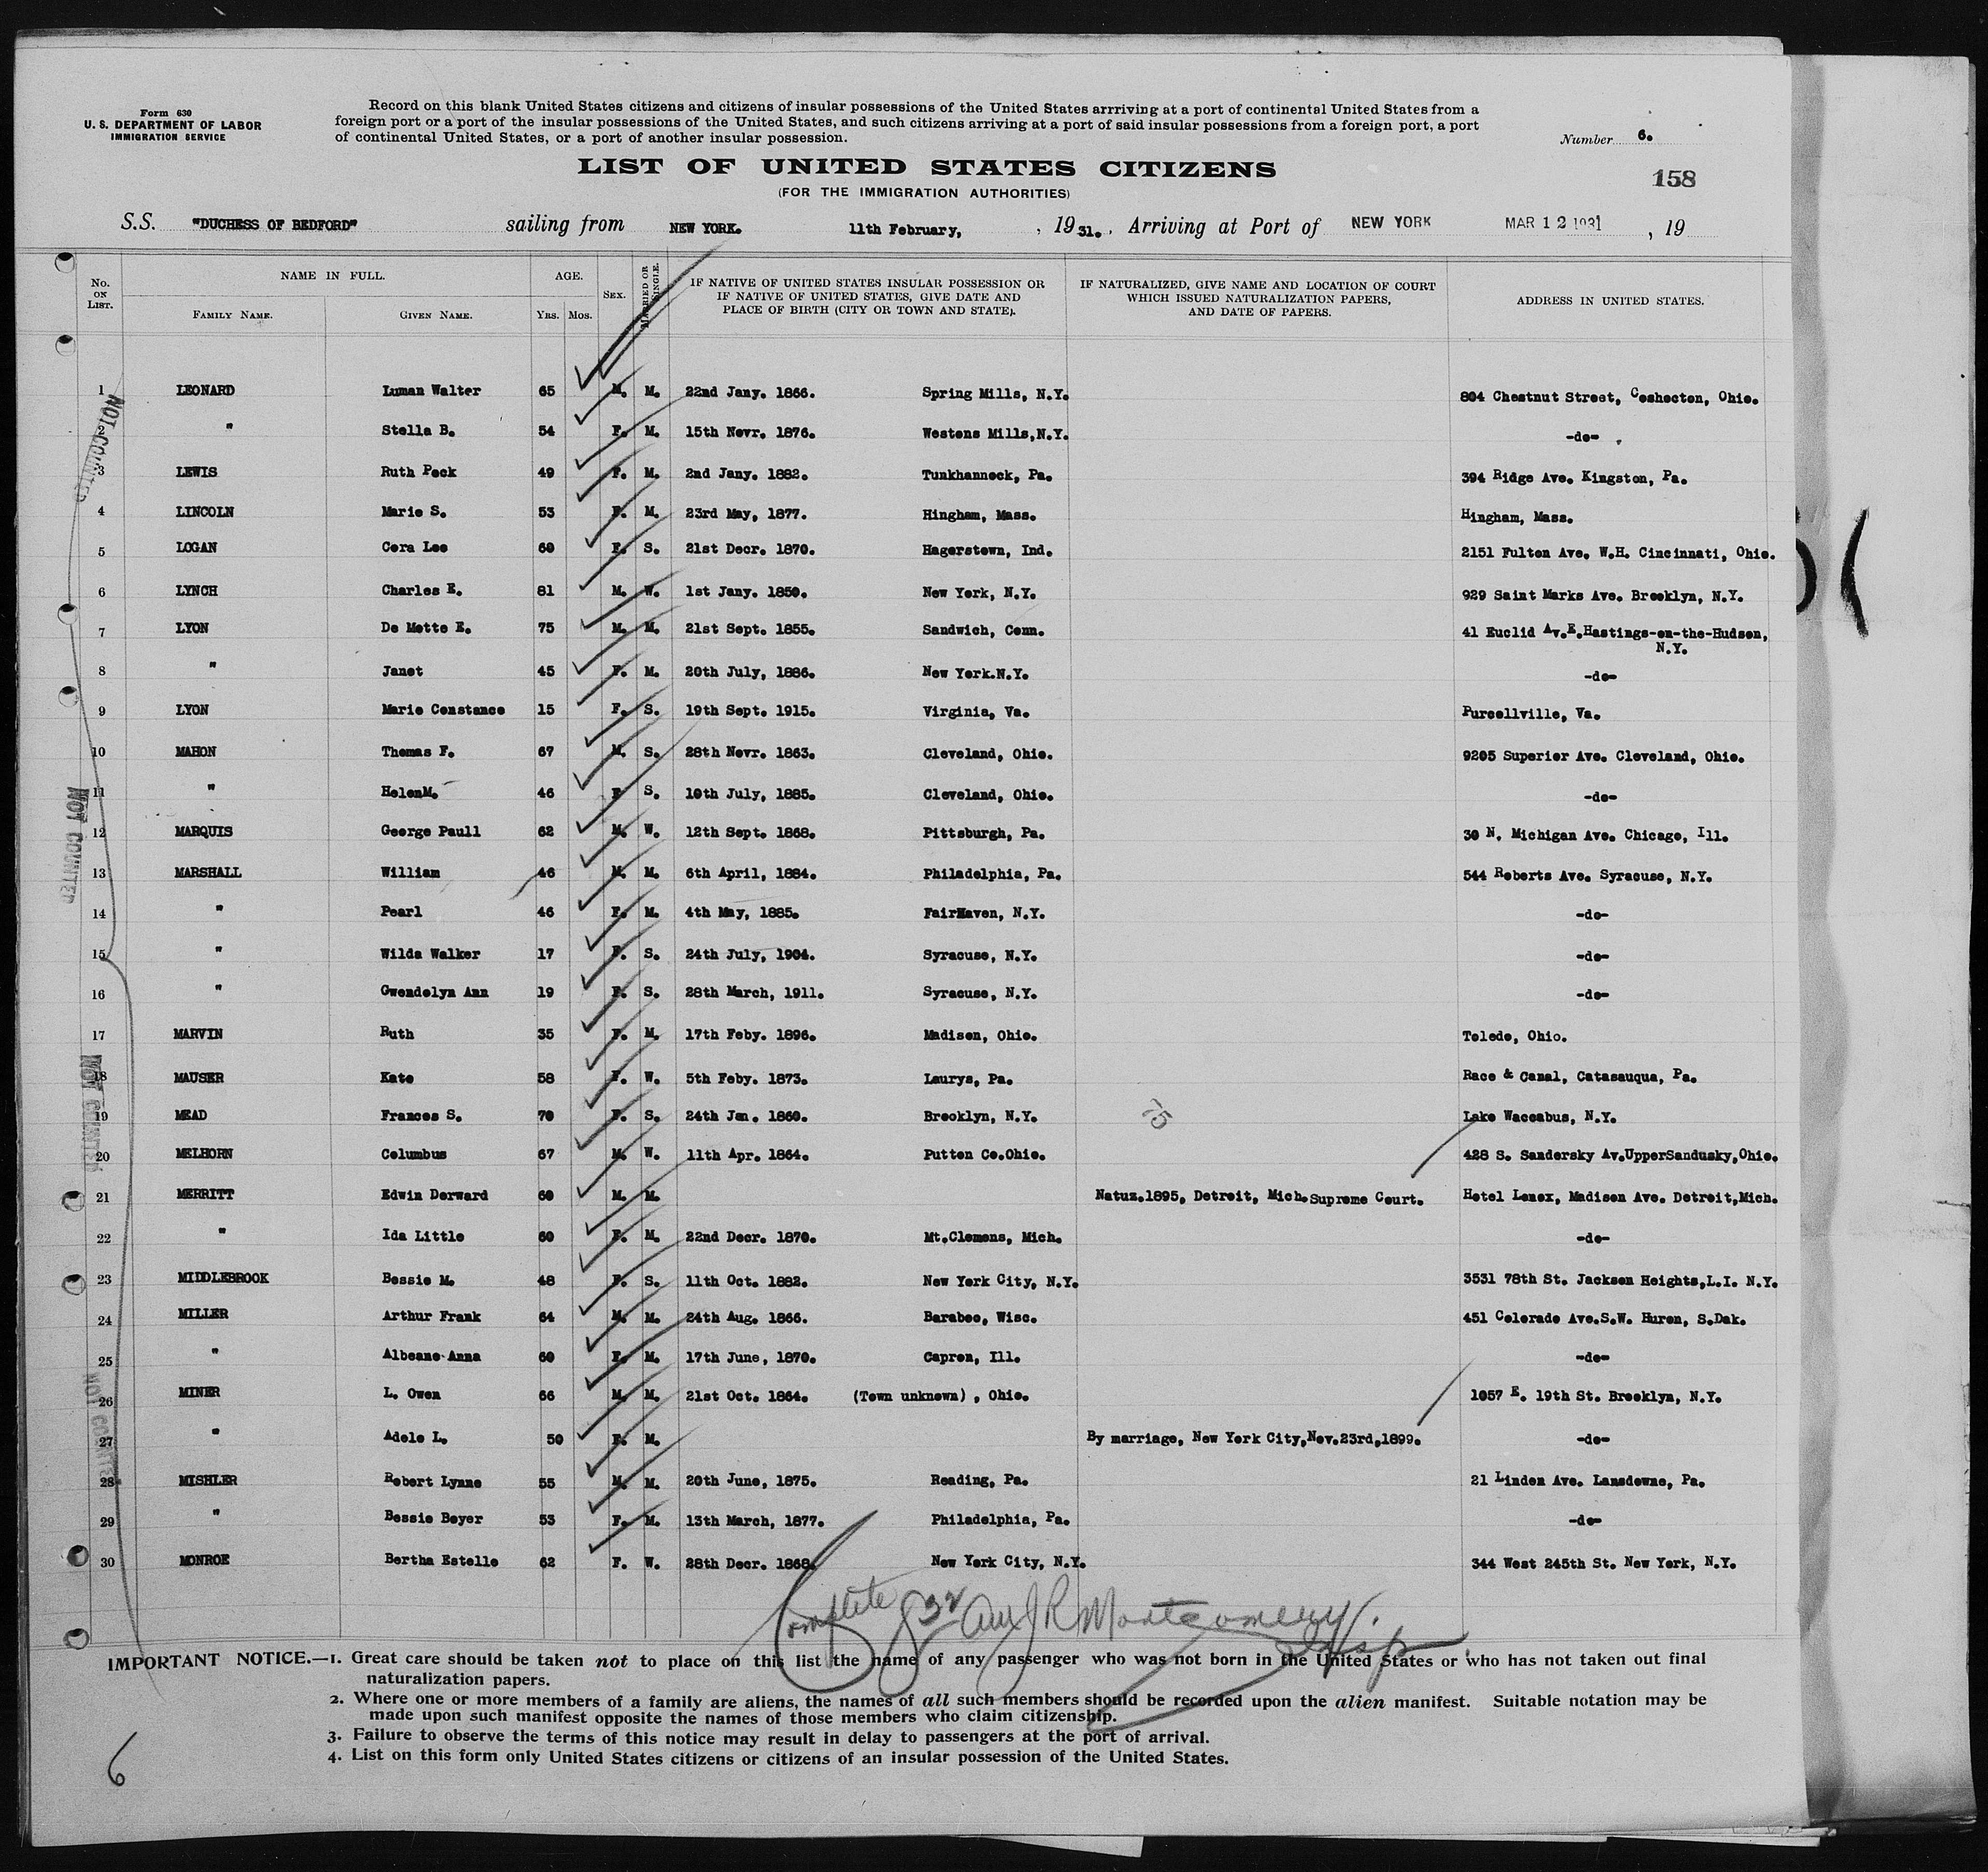 Form 630
U. S. DEPARTMENT OF LABOR
IMMIGRATION SERVICE
Record on this blank United States citizens and citizens of insular possessions of the United States arrriving at a port of continental United States from a
foreign port or a port of the insular possessions of the United States, and such citizens arriving at a port of said insular possessions from a foreign port, a port
of continental United States, or a port of another insular possession.
Number 6.
LIST OF UNITED STATES CITIZENS
(FOR THE IMMIGRATION AUTHORITIES)
158
S.S. "DUCHESS OF BEDFORD" sailing from NEW YORK. 11th February, , 1931. , Arriving at Port of NEW YORK MAR 12 1931 , 19
No. ON LIST. NAME IN FULL. FAMILY NAME. GIVEN NAME. AGE. YRS. MOS. SEX. MARRIED OR SINGLE. IF NATIVE OF UNITED STATES INSULAR POSSESSION OR IF NATIVE OF UNITED STATES, GIVE DATE AND PLACE OF BIRTH (CITY OR TOWN AND STATE). IF NATURALIZED, GIVE NAME AND LOCATION OF COURT WHICH ISSUED NATURALIZATION PAPERS, AND DATE OF PAPERS. ADDRESS IN UNITED STATES.
1 LEONARD Luman Walter 65 M. M. 22nd Jany. 1866. Spring Mills, N.Y. 804 Chestnut Street, Coshocton, Ohio.
2 " Stella B. 54 F. M. 15th Novr. 1876. Westons Mills,N.Y. -do-
3 LEWIS Ruth Peck 49 F. M. 2nd Jany. 1882. Tunkhannock, Pa. 394 Ridge Ave. Kingston, Pa.
4 LINCOLN Marie S. 53 F. M. 23rd May, 1877. Hingham, Mass. Hingham, Mass.
5 LOGAN Cora Lee 60 F. S. 21st Decr. 1870. Hagerstown, Ind. 2151 Fulton Ave. W.H. Cincinnati, Ohio.
6 LYNCH Charles E. 81 M. W. 1st Jany. 1850. New York, N.Y. 929 Saint Marks Ave. Brooklyn, N.Y.
7 LYON De Mette E. 75 M. M. 21st Sept. 1855. Sandwich, Conn. 41 Euclid Av.E.Hastings-on-the-Hudson, N.Y.
8 " Janet 45 F. M. 20th July, 1886. New York.N.Y. -do-
9 LYON Marie Constance 15 F. S. 19th Sept. 1915. Virginia, Va. Purcellville, Va.
10 MAHON Thomas F. 67 M. S. 28th Novr. 1863. Cleveland, Ohio. 9205 Superior Ave. Cleveland, Ohio.
11 " HelenM. 46 F S. 10th July, 1885. Cleveland, Ohio. -do-
12 MARQUIS George Paull 62 M. W. 12th Sept. 1868. Pittsburgh, Pa. 30 N. Michigan Ave. Chicago, Ill.
13 MARSHALL William 46 M. M. 6th April, 1884. Philadelphia, Pa. 544 Roberts Ave. Syracuse, N.Y.
14 " Pearl 46 F. M. 4th May, 1885. FairHaven, N.Y. -do-
15 " Wilda Walker 17 F. S. 24th July, 1904. Syracuse, N.Y. -do-
16 " Gwendolyn Ann 19 F. S. 28th March, 1911. Syracuse, N.Y. -do-
17 MARVIN Ruth 35 F. M. 17th Feby. 1896. Madison, Ohio. Toledo, Ohio.
18 MAUSER Kate 58 F. W. 5th Feby. 1873. Laurys, Pa. Race & Canal, Catasauqua, Pa.
19 MEAD Frances S. 70 F. S. 24th Jan. 1860. Brooklyn, N.Y. Lake Waccabus, N.Y.
20 MELHORN Columbus 67 M. W. 11th Apr. 1864. Putton Co.Ohio. 428 S. Sandersky Av.UpperSandusky,Ohio.
21 MERRITT Edwin Derward 60 M. M. Natuz.1895, Detroit, Mich.Supreme Court. Hotel Lenox, Madison Ave. Detroit,Mich.
22 " Ida Little 60 F. M. 22nd Decr. 1870. Mt.Clemens, Mich. -do-
23 MIDDLEBROOK Bessie M. 48 F. S. 11th Oct. 1882. New York City, N.Y. 3531 78th St. Jackson Heights,L.I. N.Y.
24 MILLER Arthur Frank 64 M. M. 24th Aug. 1866. Baraboo, Wisc. 451 Colorado Ave.S.W. Huron, S.Dak.
25 " Albeane Anna 60 F. M. 17th June, 1870. Capron, Ill. -do-
26 MINER L. Owen 66 M. M. 21st Oct. 1864. (Town unknown), Ohio. 1057 E. 19th St. Brooklyn, N.Y.
27 " Adele L. 50 F. M. By marriage, New York City,Nov.23rd,1899. -do-
28 MISHLER Robert Lynne 55 M. M. 20th June, 1875. Reading, Pa. 21 Linden Ave. Lansdowne, Pa.
29 " Bessie Boyer 53 F. M. 13th March, 1877. Philadelphia, Pa. -do-
30 MONROE Bertha Estelle 62 F. W. 28th Decr. 1868. New York City, N.Y. 344 West 245th St. New York, N.Y.
NOT COUNTED
NOT COUNTED
NOT COUNTED
NOT COUNTED
Complete R Montgomery
Insp
IMPORTANT NOTICE.—1. Great care should be taken not to place on this list the name of any passenger who was not born in the United States or who has not taken out final
naturalization papers.
2. Where one or more members of a family are aliens, the names of all such members should be recorded upon the alien manifest. Suitable notation may be
made upon such manifest opposite the names of those members who claim citizenship.
3. Failure to observe the terms of this notice may result in delay to passengers at the port of arrival.
4. List on this form only United States citizens or citizens of an insular possession of the United States.
6